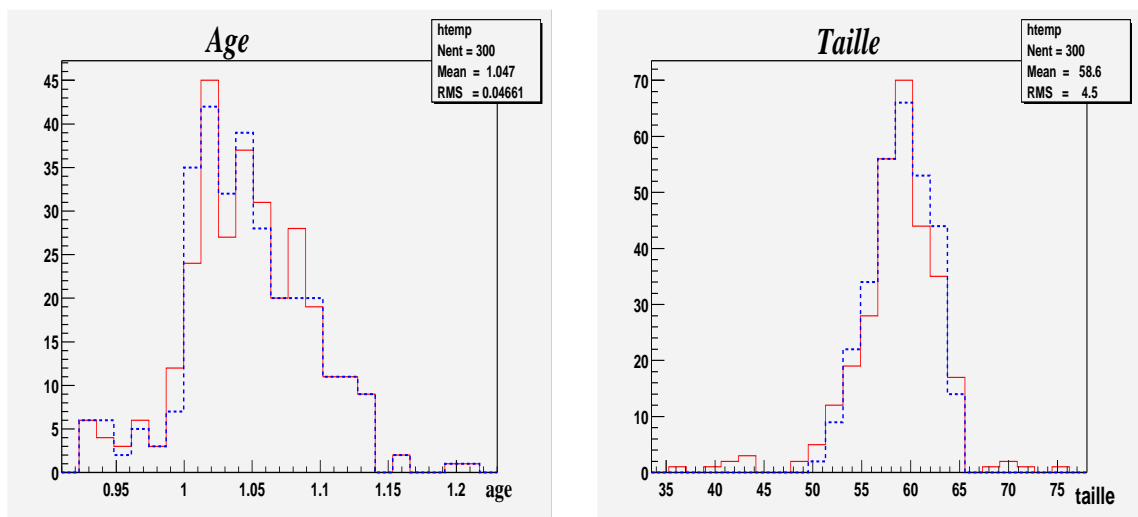 Age
htemp
Nent = 300
Mean = 1.047
RMS = 0.04661
45
40
35
30
25
20
15
10
5
0
0.95 1 1.05 1.1 1.15 1.2 age
Taille
htemp
Nent = 300
Mean = 58.6
RMS = 4.5
70
60
50
40
30
20
10
0
35 40 45 50 55 60 65 70 75 taille